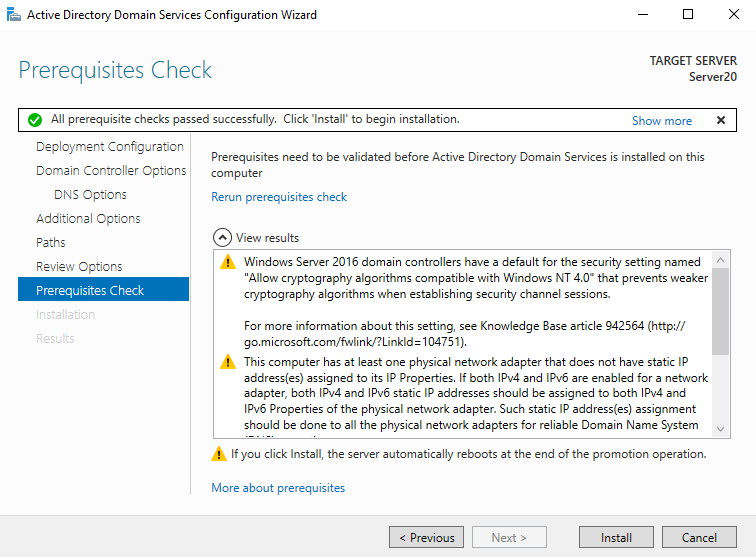 Active Directory Domain Services Configuration Wizard
Prerequisites Check
TARGET SERVER
Server20
All prerequisite checks passed successfully. Click 'Install' to begin installation.
Show more
Deployment Configuration
Domain Controller Options
DNS Options
Additional Options
Paths
Review Options
Prerequisites Check
Installation
Results
Prerequisites need to be validated before Active Directory Domain Services is installed on this
computer
Rerun prerequisites check
View results
Windows Server 2016 domain controllers have a default for the security setting named
"Allow cryptography algorithms compatible with Windows NT 4.0" that prevents weaker
cryptography algorithms when establishing security channel sessions.
For more information about this setting, see Knowledge Base article 942564 (http://
go.microsoft.com/fwlink/?LinkId=104751).
This computer has at least one physical network adapter that does not have static IP
address(es) assigned to its IP Properties. If both IPv4 and IPv6 are enabled for a network
adapter, both IPv4 and IPv6 static IP addresses should be assigned to both IPv4 and
IPv6 Properties of the physical network adapter. Such static IP address(es) assignment
should be done to all the physical network adapters for reliable Domain Name System
If you click Install, the server automatically reboots at the end of the promotion operation.
More about prerequisites
< Previous
Next >
Install
Cancel